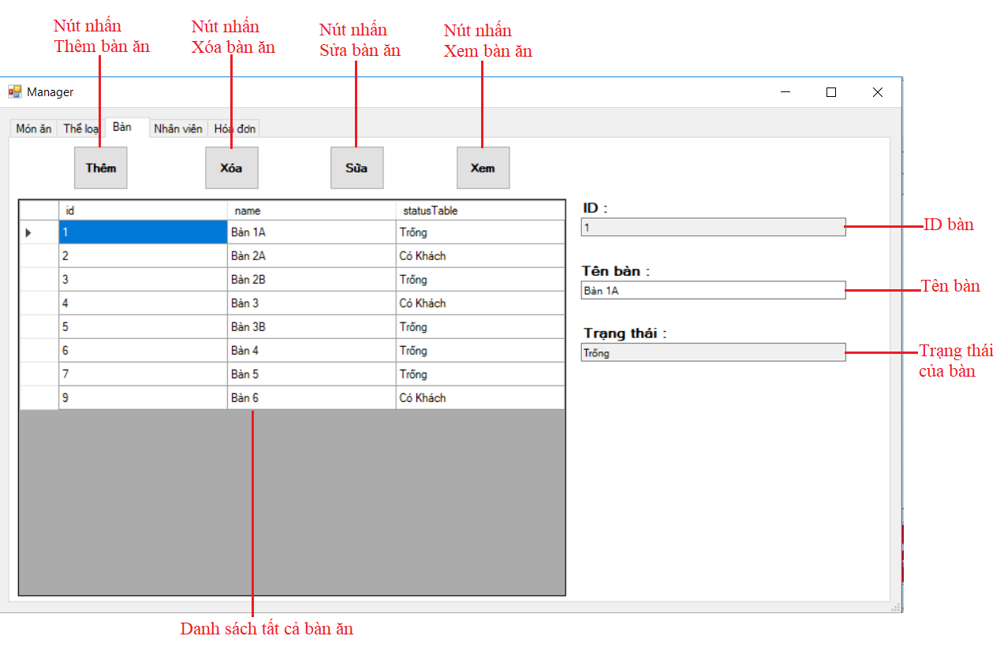 Nút nhấn
Thêm bàn ăn
Nút nhấn
Xóa bàn ăn
Nút nhấn
Sửa bàn ăn
Nút nhấn
Xem bàn ăn
Manager
Món ăn Thể loại Bàn Nhân viên Hóa đơn
Thêm Xóa Sửa Xem
id name statusTable
1 Bàn 1A Trống
2 Bàn 2A Có Khách
3 Bàn 2B Trống
4 Bàn 3 Có Khách
5 Bàn 3B Trống
6 Bàn 4 Trống
7 Bàn 5 Trống
9 Bàn 6 Có Khách
ID :
1
ID bàn
Tên bàn :
Bàn 1A
Tên bàn
Trạng thái :
Trống
Trạng thái
của bàn
Danh sách tất cả bàn ăn